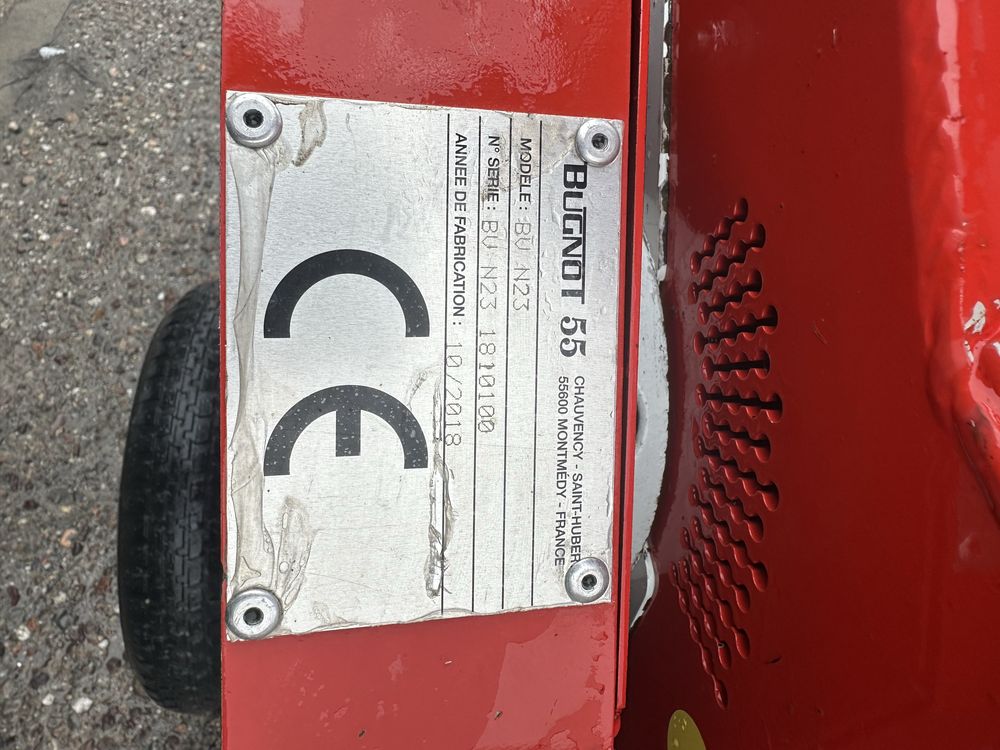 BUGNOT 55
CHAUVENCY - SAINT-HUBER
55600 MONTMÉDY - FRANCE
MODELE : BU N23
N° SERIE : BU N23 1810100
ANNEE DE FABRICATION : 10/2018
CE